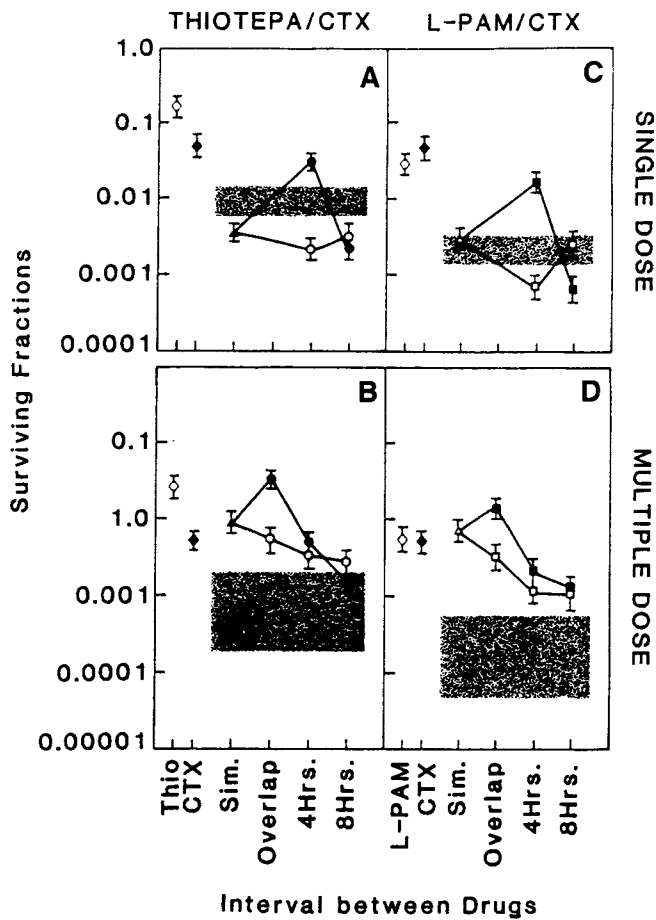 THIOTEPA/CTX
L-PAM/CTX
1.0
0.1
0.01
0.001
0.0001
A
C
SINGLE DOSE
Surviving Fractions
0.1
1.0
0.001
0.0001
0.00001
B
D
MULTIPLE DOSE
Thio
CTX
Sim.
Overlap
4Hrs.
8Hrs.
L-PAM
CTX
Sim.
Overlap
4Hrs.
8Hrs.
Interval between Drugs